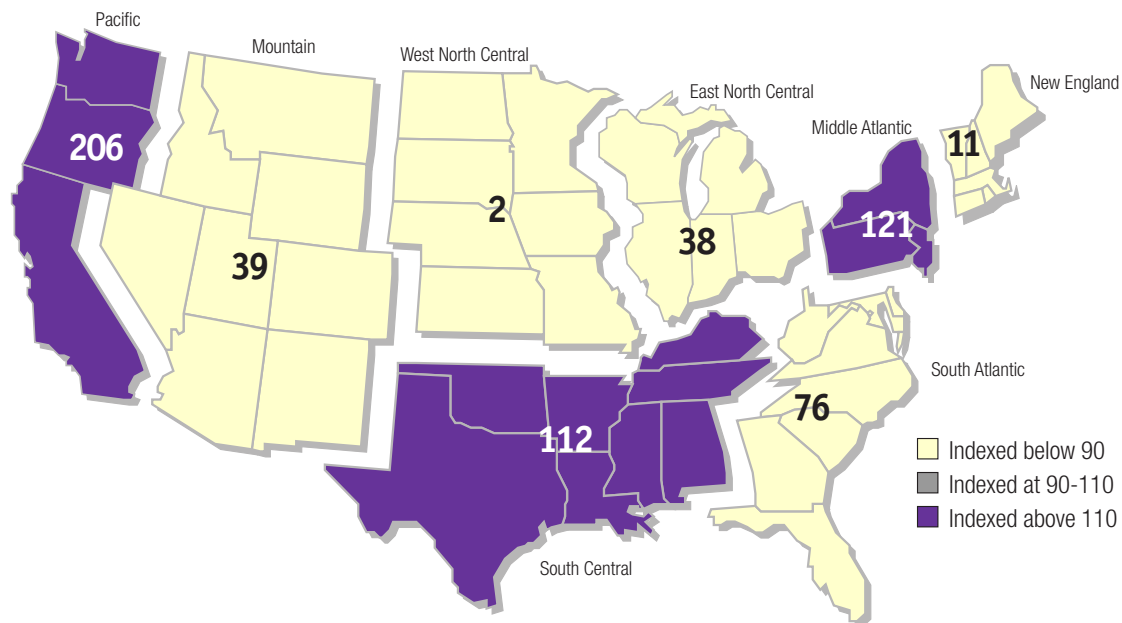 Pacific
Mountain
West North Central
East North Central
New England
Middle Atlantic
206
11
2
121
39
38
South Atlantic
76
112
Indexed below 90
Indexed at 90-110
Indexed above 110
South Central